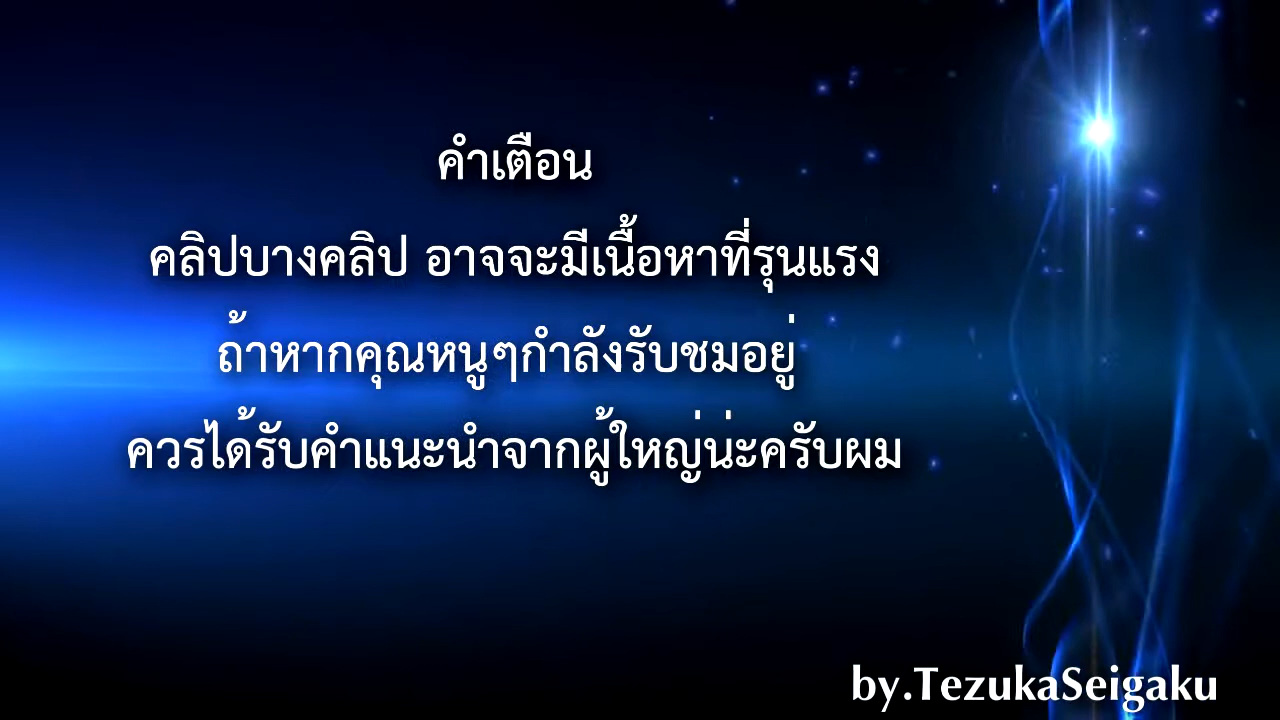 คำเตือน
คลิปบางคลิป อาจจะมีเนื้อหาที่รุนแรง
ถ้าหากคุณหนูๆกำลังรับชมอยู่
ควรได้รับคำแนะนำจากผู้ใหญ่น่ะครับผม
by.TezukaSeigaku